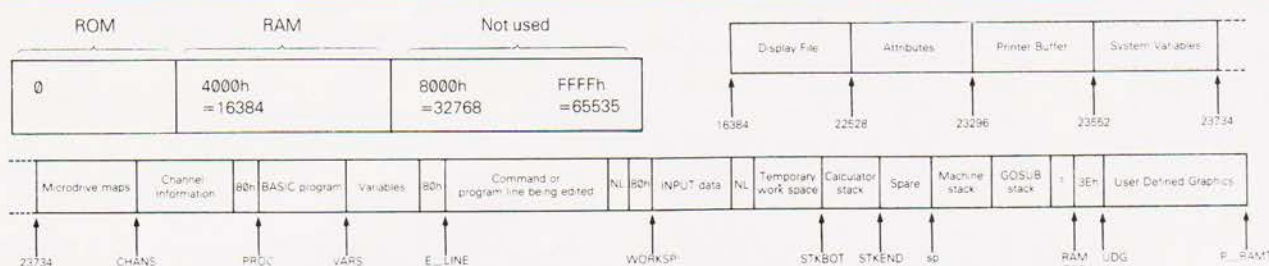 ROM RAM Not used
Ø 4000h 8000h FFFFh
=16384 =32768 =65535
Display File Attributes Printer Buffer System Variables
16384 22528 23296 23552 23734
Microdrive maps Channel Information 80h BASIC program Variables 80h Command or program line being edited NL 80h INPUT data NL Temporary work space Calculator stack Spare Machine stack GOSUB stack ? 3Eh User Defined Graphics
23734 CHANS PROG VARS E_LINE WORKSP STKBOT STKEND sp RAM UDG P_RAMT